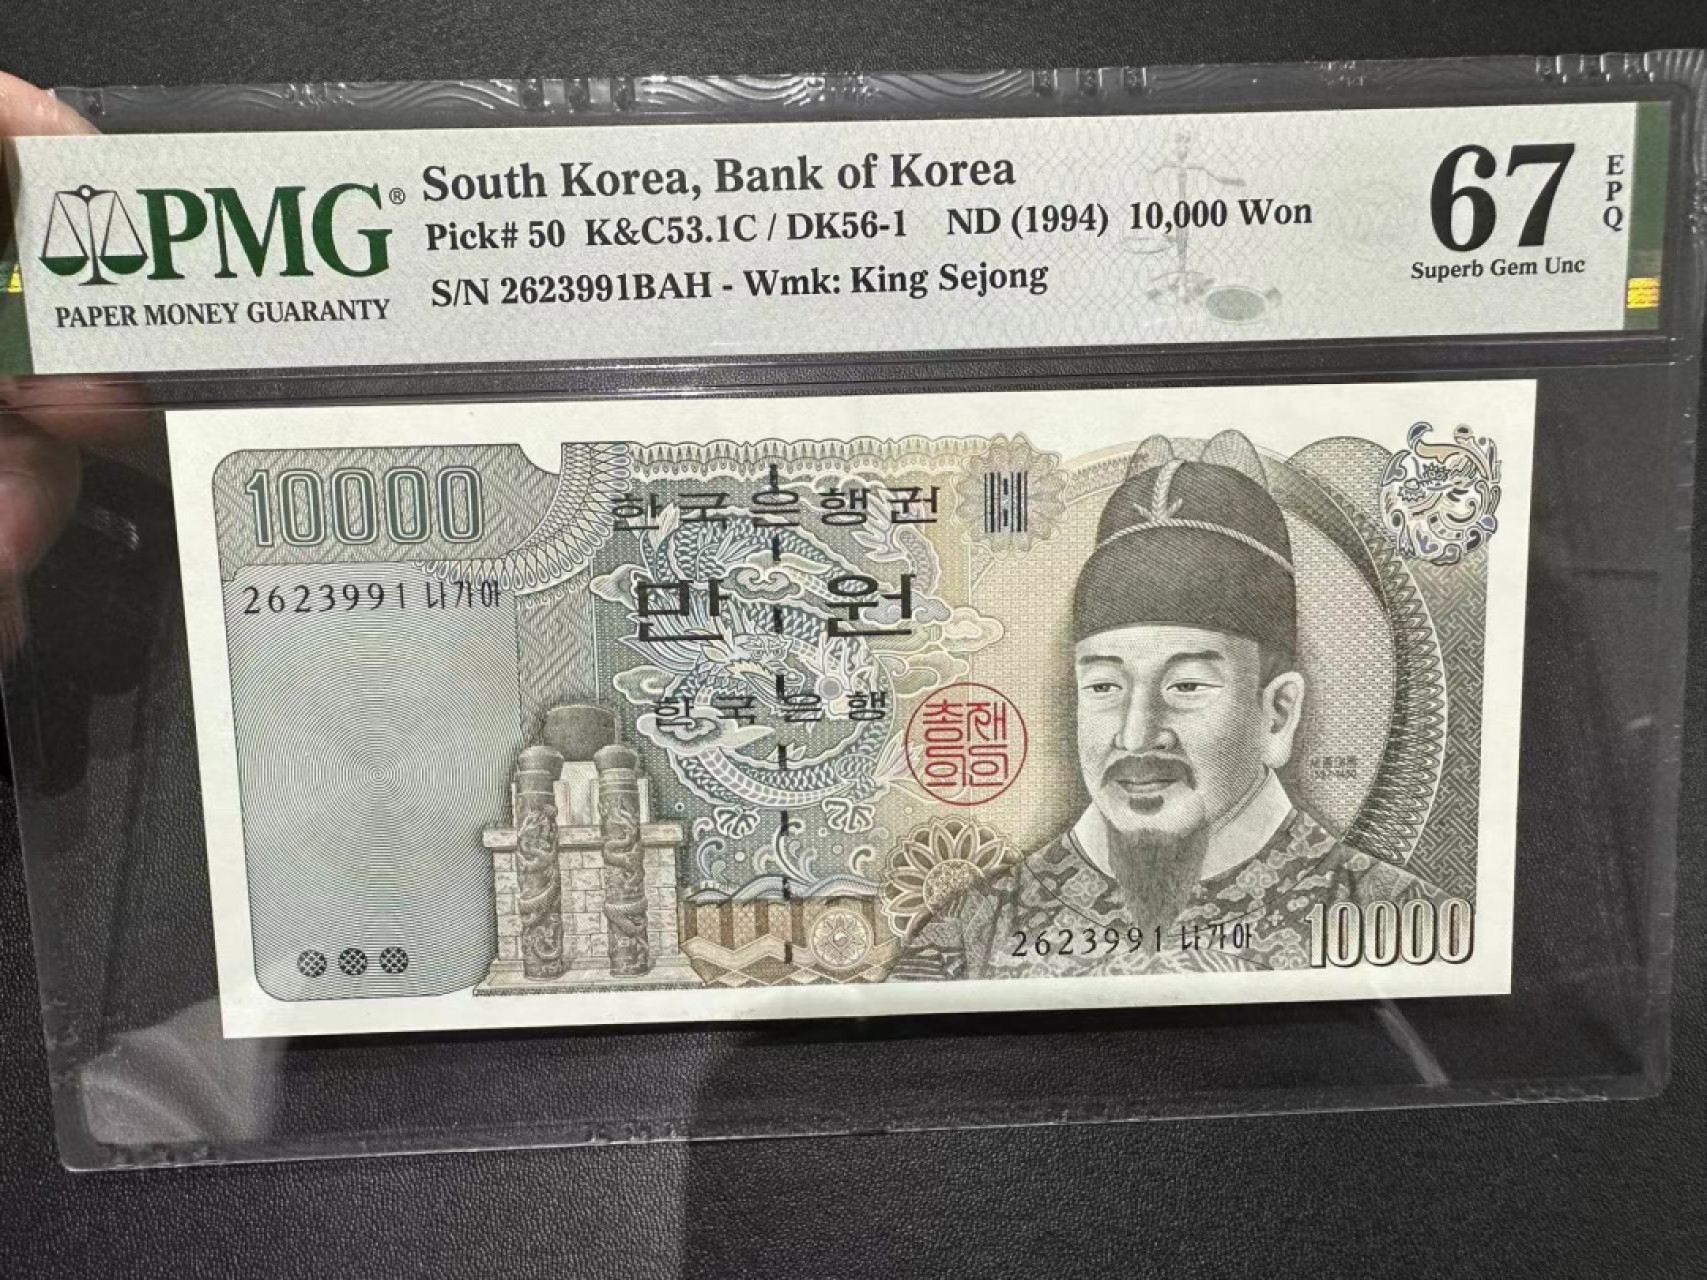 PMG®
PAPER MONEY GUARANTY
South Korea, Bank of Korea
Pick# 50 K&C53.1C / DK56-1 ND (1994) 10,000 Won
S/N 2623991BAH - Wmk: King Sejong
67
EPQ
Superb Gem Unc
10000
한국은행권
2623991 나가아
만 원
한국은행
총재의인
2623991 나가아
10000